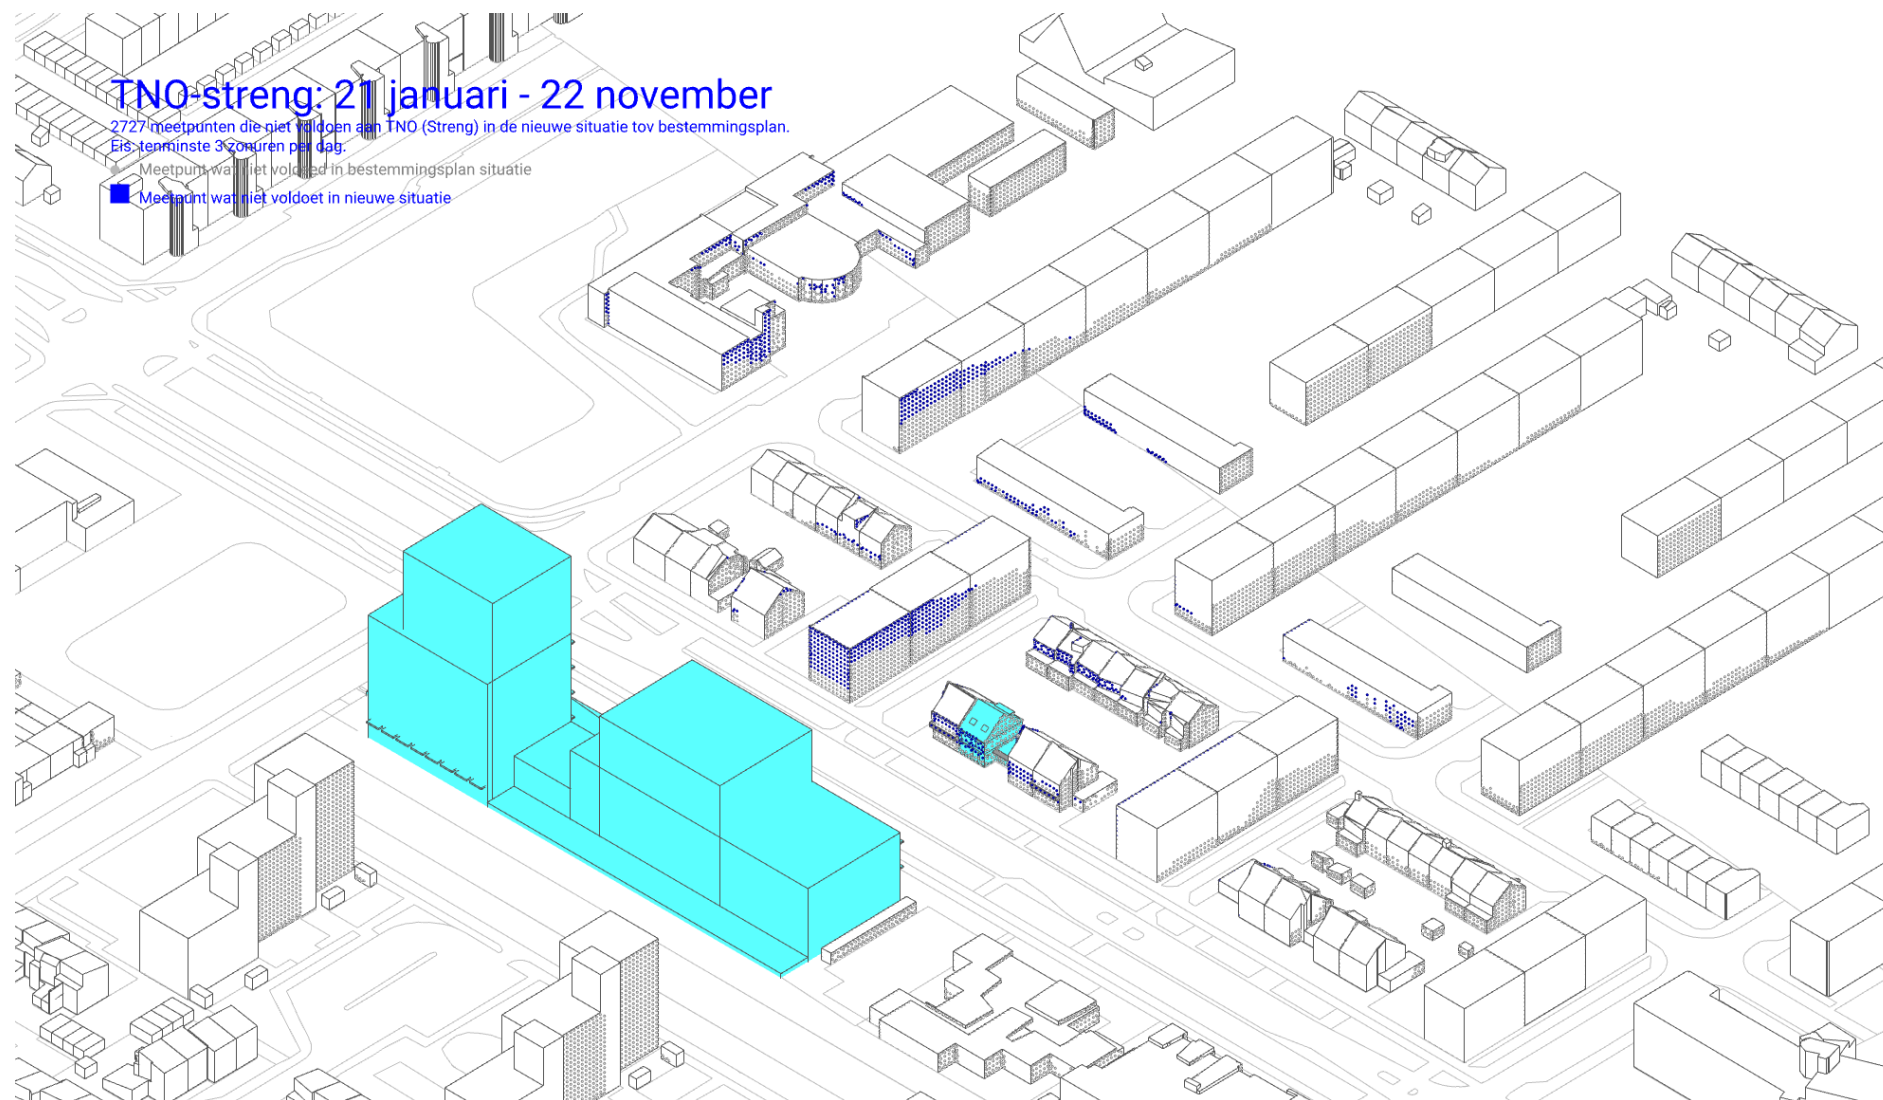 TNO-streng: 21 januari - 22 november
2727 meetpunten die niet voldoen aan TNO (Streng) in de nieuwe situatie tov bestemmingsplan.
Eis: tenminste 3 zonuren per dag.
Meetpunt wat niet voldoed in bestemmingsplan situatie
Meetpunt wat niet voldoet in nieuwe situatie